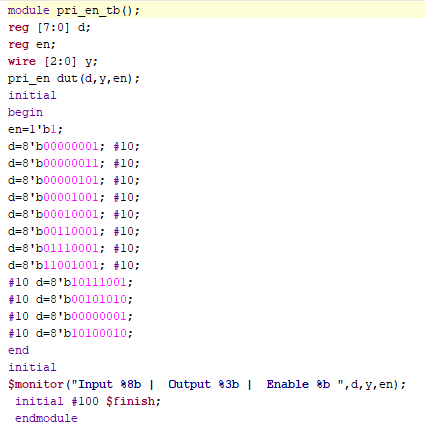 module pri_en_tb();
reg [7:0] d;
reg en;
wire [2:0] y;
pri_en dut(d,y,en);
initial
begin
en=1'b1;
d=8'b00000001; #10;
d=8'b00000011; #10;
d=8'b00000101; #10;
d=8'b00001001; #10;
d=8'b00010001; #10;
d=8'b00110001; #10;
d=8'b01110001; #10;
d=8'b11001001; #10;
#10 d=8'b10111001;
#10 d=8'b00101010;
#10 d=8'b00000001;
#10 d=8'b10100010;
end
initial
$monitor("Input %8b |  Output %3b |  Enable %b ",d,y,en);
initial #100 $finish;
endmodule